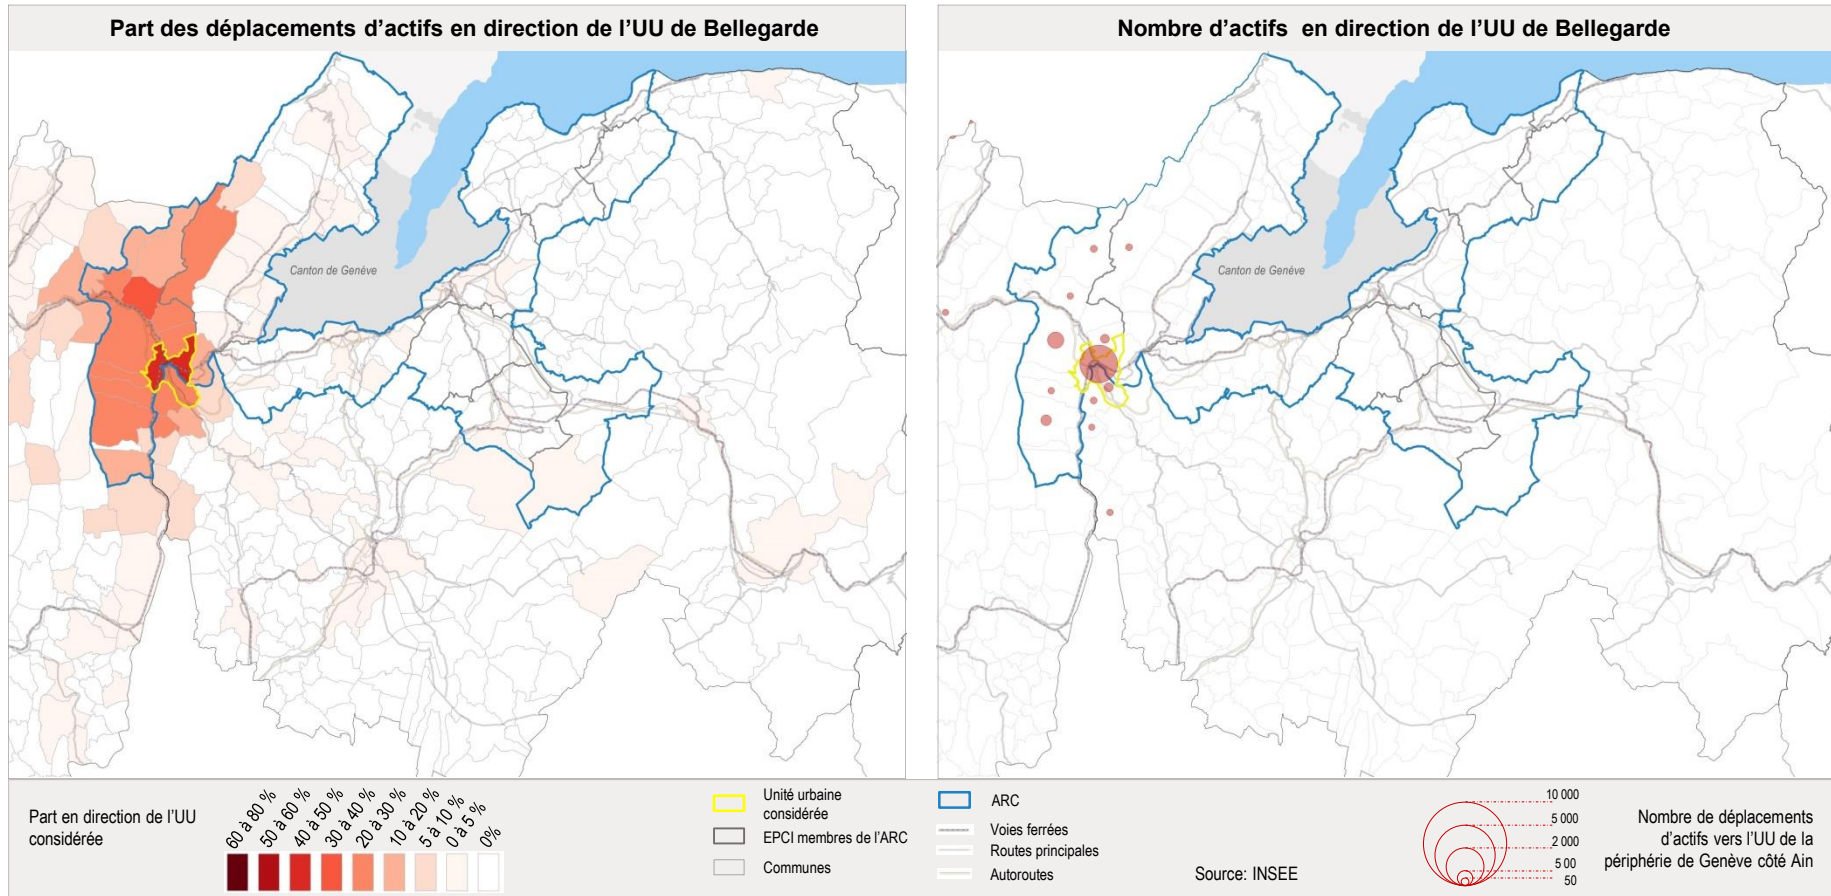 Part des déplacements d’actifs en direction de l’UU de Bellegarde
Canton de Genève
Nombre d’actifs  en direction de l’UU de Bellegarde
Canton de Genève
Part en direction de l’UU
considérée
60 à 80 %
50 à 60 %
40 à 50 %
30 à 40 %
20 à 30 %
10 à 20 %
5 à 10 %
0 à 5 %
0%
Unité urbaine
considérée
EPCI membres de l’ARC
Communes
ARC
Voies ferrées
Routes principales
Autoroutes
Source: INSEE
10 000
5 000
2 000
5 00
50
Nombre de déplacements
d’actifs vers l’UU de la
périphérie de Genève côté Ain